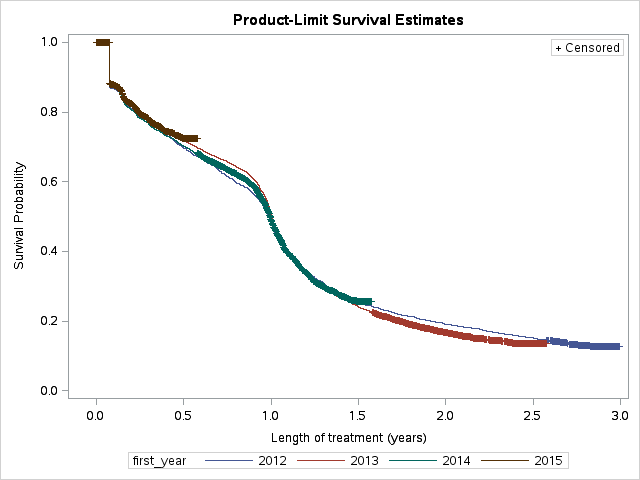 Product-Limit Survival Estimates
+ Censored
1.0
0.8
0.6
0.4
0.2
0.0
Survival Probability
0.0 0.5 1.0 1.5 2.0 2.5 3.0
Length of treatment (years)
first_year 2012 2013 2014 2015